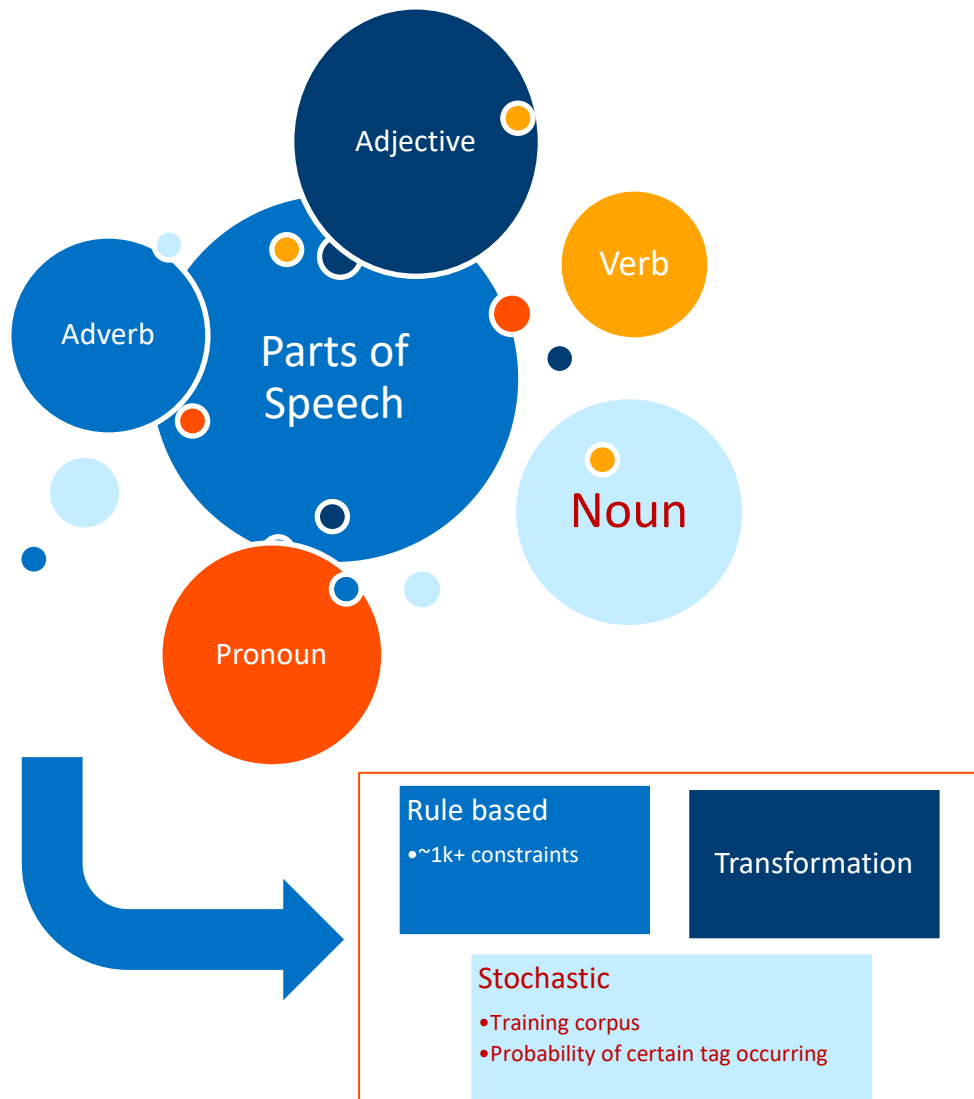 Adjective
Verb
Adverb
Parts of
Speech
Noun
Pronoun
Rule based
•~1k+ constraints
Transformation
Stochastic
•Training corpus
•Probability of certain tag occurring